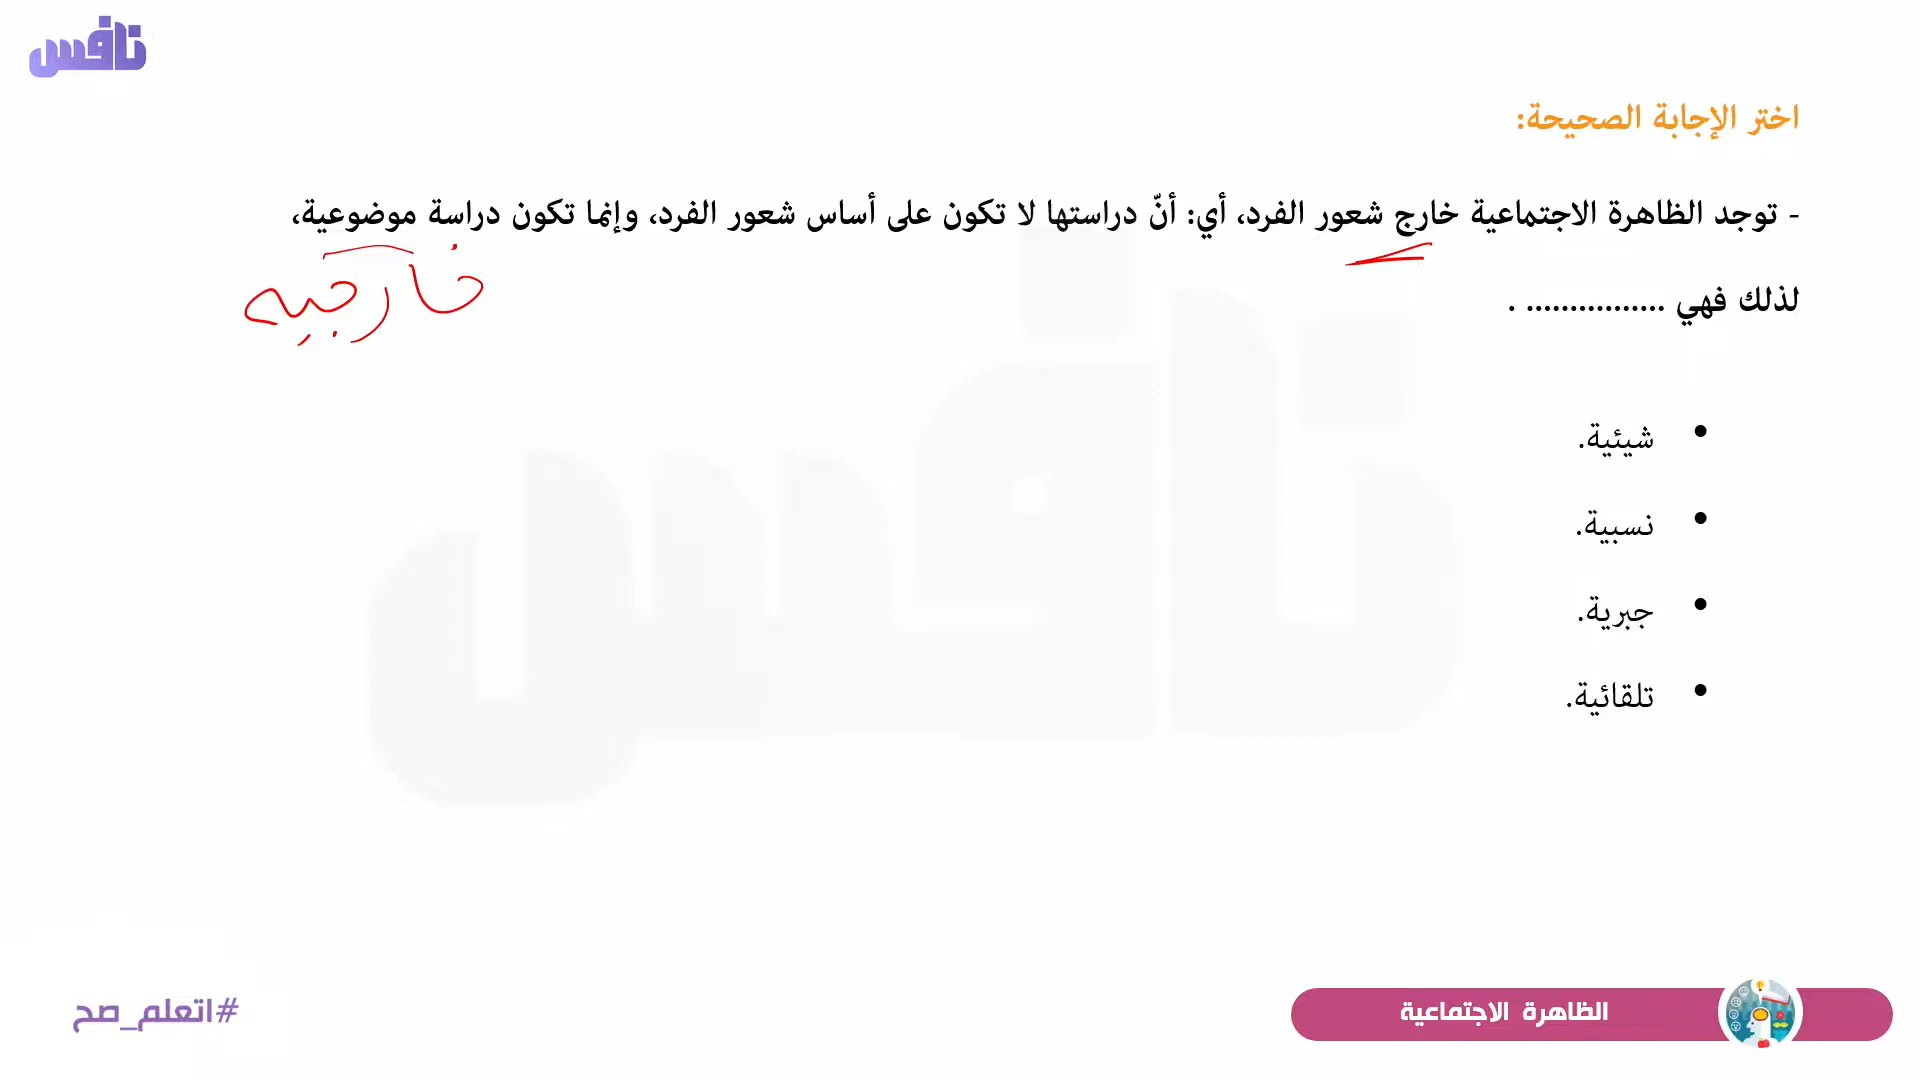 نافس
اختر الإجابة الصحيحة:
- توجد الظاهرة الاجتماعية خارج شعور الفرد، أي: أنّ دراستها لا تكون على أساس شعور الفرد، وإنما تكون دراسة موضوعية،
خارجيه
لذلك فهي ................ .
• شيئية.
• نسبية.
• جبرية.
• تلقائية.
نافس
#اتعلم_صح
الظاهرة الاجتماعية